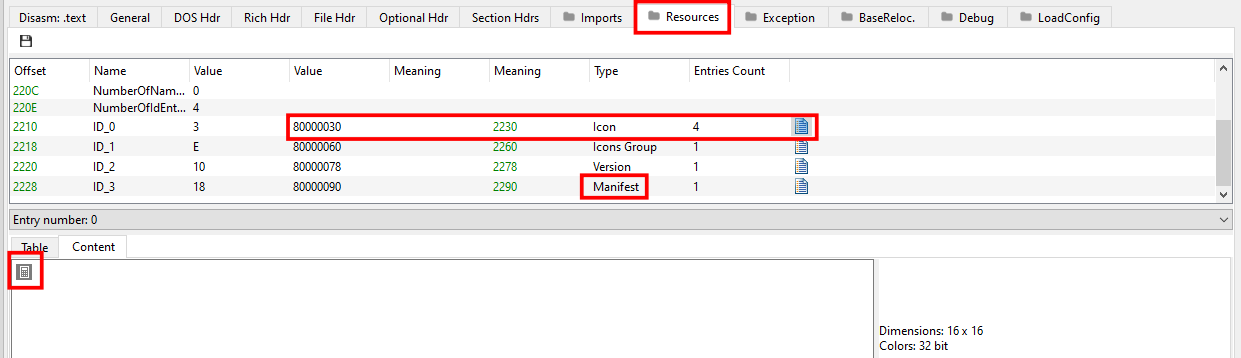 Disasm: .text General DOS Hdr Rich Hdr File Hdr Optional Hdr Section Hdrs Imports Resources Exception BaseReloc. Debug LoadConfig
Offset Name Value Value Meaning Meaning Type Entries Count
220C NumberOfNam... 0
220E NumberOfIdEnt... 4
2210 ID_0 3 80000030 2230 Icon 4
2218 ID_1 E 80000060 2260 Icons Group 1
2220 ID_2 10 80000078 2278 Version 1
2228 ID_3 18 80000090 2290 Manifest 1
Entry number: 0
Table Content
Dimensions: 16 x 16
Colors: 32 bit